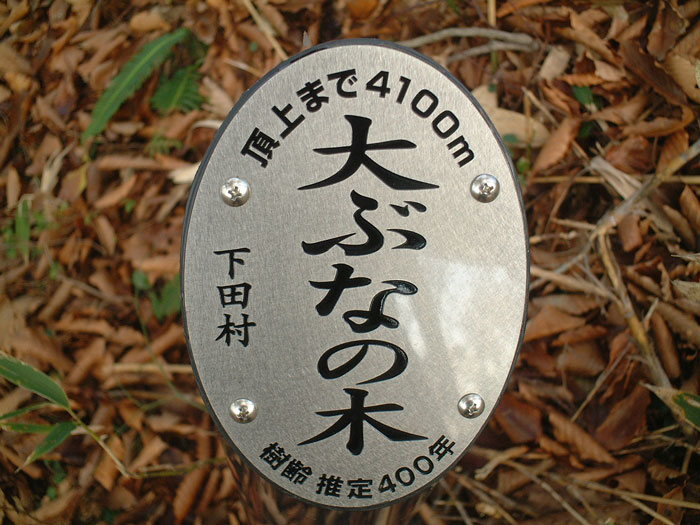 頂上まで4100m
大ぶなの木
下田村
樹齢 推定400年